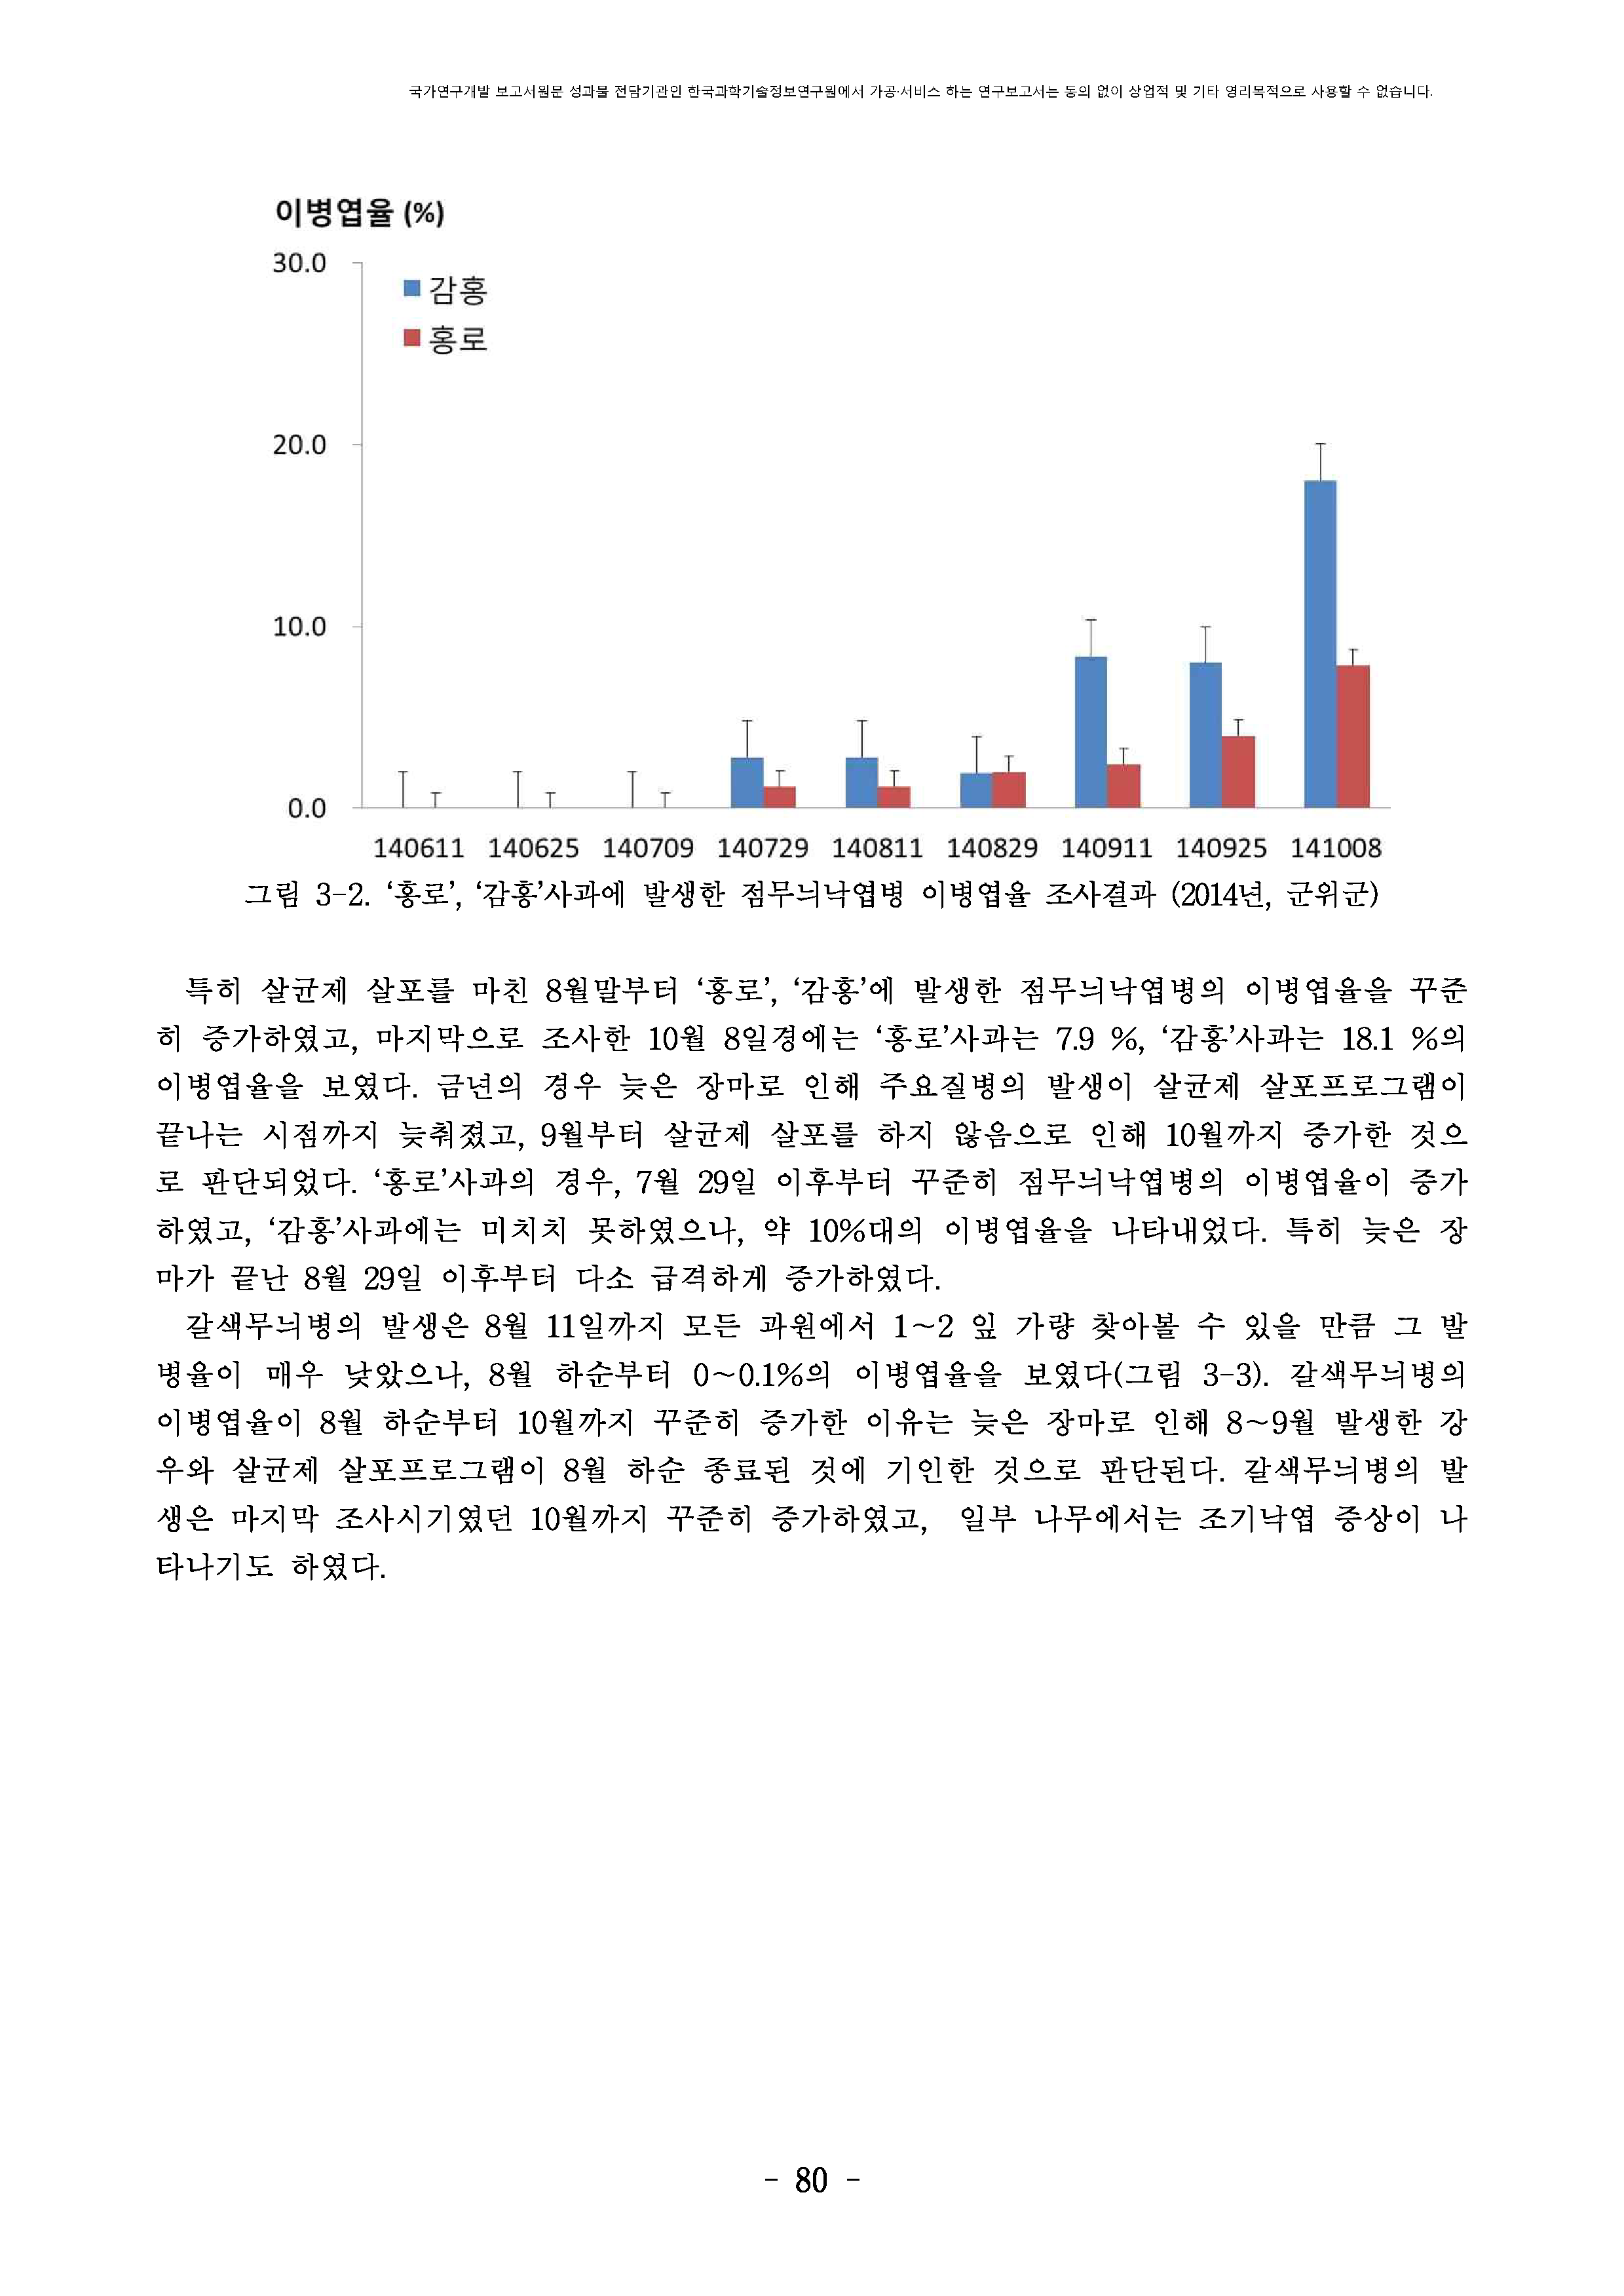 국가연구개발 보고서원문 성과물 전담기관인 한국과학기술정보연구원에서 가공·서비스 하는 연구보고서는 동의 없이 상업적 및 기타 영리목적으로 사용할 수 없습니다.
이병엽율 (%)
30.0
감홍
홍로
20.0
10.0
0.0
140611 140625 140709 140729 140811 140829 140911 140925 141008
그림 3-2. ‘홍로’, ‘감홍’사과에 발생한 점무늬낙엽병 이병엽율 조사결과 (2014년, 군위군)
특히 살균제 살포를 마친 8월말부터 ‘홍로’, ‘감홍’에 발생한 점무늬낙엽병의 이병엽율을 꾸준
히 증가하였고, 마지막으로 조사한 10월 8일경에는 ‘홍로’사과는 7.9 %, ‘감홍’사과는 18.1 %의
이병엽율을 보였다. 금년의 경우 늦은 장마로 인해 주요질병의 발생이 살균제 살포프로그램이
끝나는 시점까지 늦춰졌고, 9월부터 살균제 살포를 하지 않음으로 인해 10월까지 증가한 것으
로 판단되었다. ‘홍로’사과의 경우, 7월 29일 이후부터 꾸준히 점무늬낙엽병의 이병엽율이 증가
하였고, ‘감홍’사과에는 미치치 못하였으나, 약 10%대의 이병엽율을 나타내었다. 특히 늦은 장
마가 끝난 8월 29일 이후부터 다소 급격하게 증가하였다.
갈색무늬병의 발생은 8월 11일까지 모든 과원에서 1~2 잎 가량 찾아볼 수 있을 만큼 그 발
병율이 매우 낮았으나, 8월 하순부터 0~0.1%의 이병엽율을 보였다(그림 3-3). 갈색무늬병의
이병엽율이 8월 하순부터 10월까지 꾸준히 증가한 이유는 늦은 장마로 인해 8~9월 발생한 강
우와 살균제 살포프로그램이 8월 하순 종료된 것에 기인한 것으로 판단된다. 갈색무늬병의 발
생은 마지막 조사시기였던 10월까지 꾸준히 증가하였고, 일부 나무에서는 조기낙엽 증상이 나
타나기도 하였다.
- 80 -